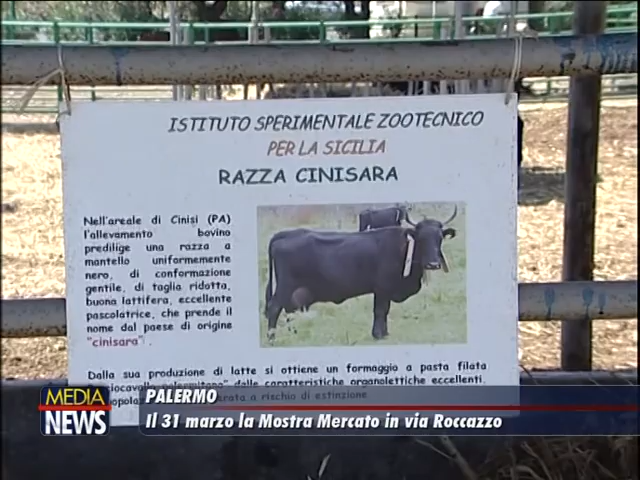 ISTITUTO SPERIMENTALE ZOOTECNICO
PER LA SICILIA
RAZZA CINISARA
Nell'areale di Cinisi (PA)
l'allevamento bovino
predilige una razza a
mantello uniformemente
nero, di conformazione
gentile, di taglia ridotta,
buona lattifera, eccellente
pascolatrice, che prende il
nome dal paese di origine
"cinisara".
Dalla sua produzione di latte si ottiene un formaggio a pasta filata
palermitano" dalle caratteristiche organolettiche eccellenti.
a rischio di estinzione
MEDIA
NEWS
PALERMO
Il 31 marzo la Mostra Mercato in via Roccazzo